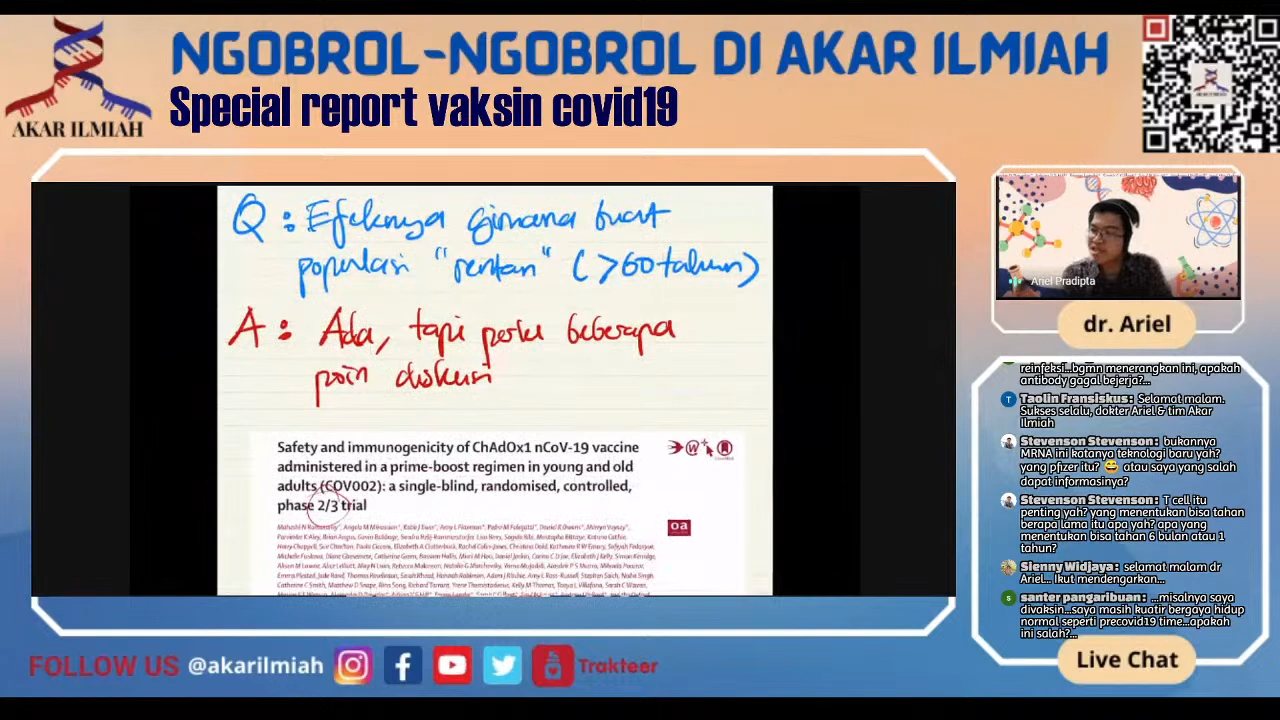 NGOBROL-NGOBROL DI AKAR ILMIAH
Special report vaksin covid19
AKAR ILMIAH
Q : Efeknya gimana buat
populasi "rentan" (>60 tahun)
A : Ada, tapi perlu beberapa
poin diskusi
Safety and immunogenicity of ChAdOx1 nCoV-19 vaccine
administered in a prime-boost regimen in young and old
adults (COV002): a single-blind, randomised, controlled,
phase 2/3 trial
oa
Ariel Pradipta
dr. Ariel
reinfeksi...bgmn menerangkan ini, apakah
antibody gagal bejerja?...
Taolin Fransiskus : Selamat malam.
Sukses selalu, dokter Ariel & tim Akar
Ilmiah
Stevenson Stevenson : bukannya
MRNA ini katanya teknologi baru yah?
yang pfizer itu? 😅 atau saya yang salah
dapat informasinya?
Stevenson Stevenson : T cell itu
penting yah? yang menentukan bisa tahan
berapa lama itu apa yah? apa yang
menentukan bisa tahan 6 bulan atau 1
tahun?
Sienny Widjaya : selamat malam dr
Ariel... Ikut mendengarkan...
santer pangaribuan : ...misalnya saya
divaksin...saya masih kuatir bergaya hidup
normal seperti precovid19 time...apakah
ini salah?...
Live Chat
FOLLOW US @akarilmiah
Trakteer